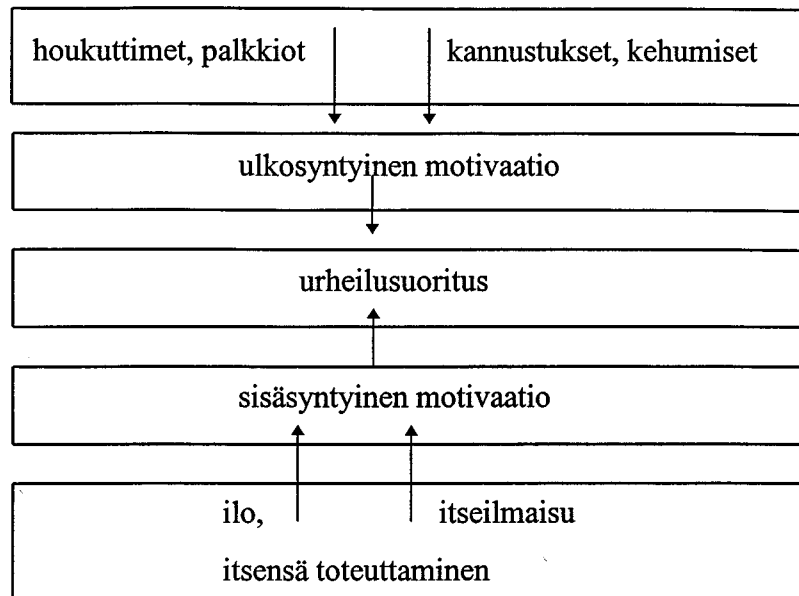 houkuttimet, palkkiot kannustukset, kehumiset
ulkosyntyinen motivaatio
urheilusuoritus
sisäsyntyinen motivaatio
ilo, itseilmaisu
itsensä toteuttaminen